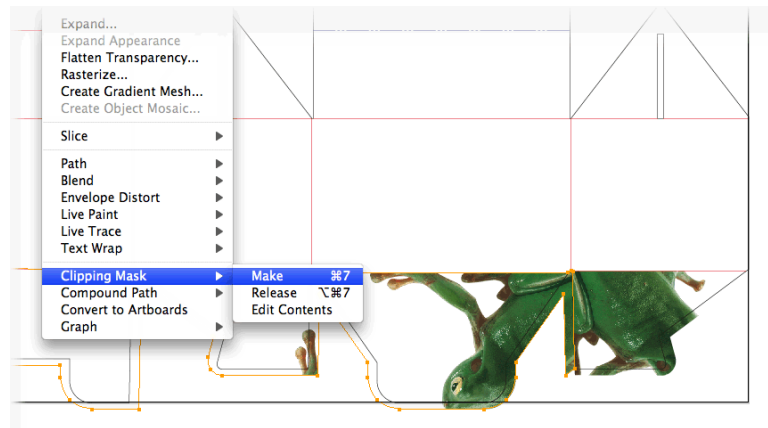 Expand...
Expand Appearance
Flatten Transparency...
Rasterize...
Create Gradient Mesh...
Create Object Mosaic...
Slice
Path
Blend
Envelope Distort
Live Paint
Live Trace
Text Wrap
Clipping Mask
Make ⌘7
Compound Path
Release ⌥⌘7
Convert to Artboards
Edit Contents
Graph